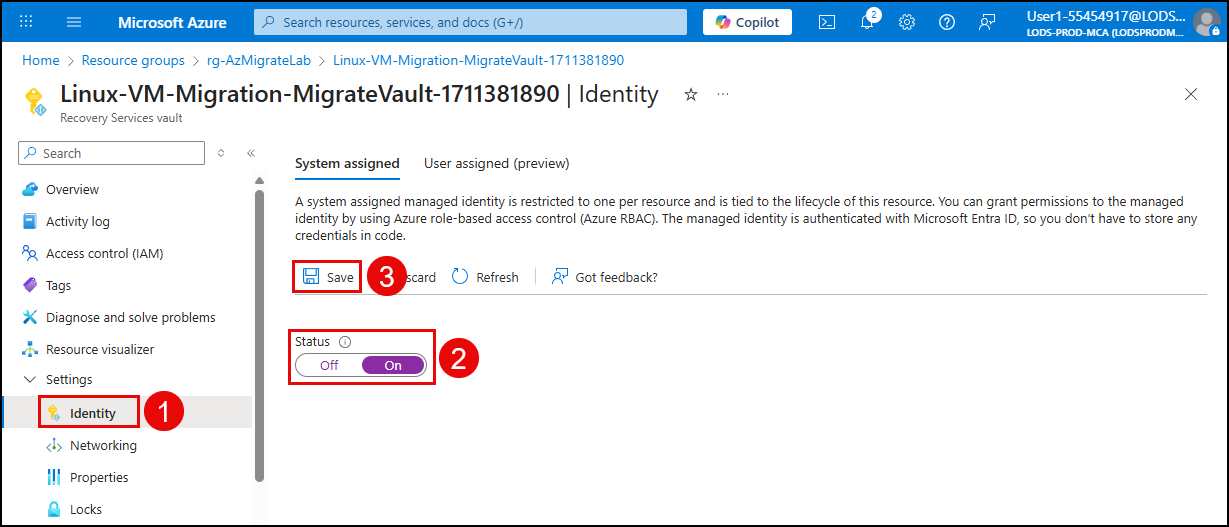 Microsoft Azure
Search resources, services, and docs (G+/)
Copilot
2
User1-55454917@LODS...
LODS-PROD-MCA (LODSPRODM...
Home > Resource groups > rg-AzMigrateLab > Linux-VM-Migration-MigrateVault-1711381890
Linux-VM-Migration-MigrateVault-1711381890 | Identity
Recovery Services vault
Search
Overview
Activity log
Access control (IAM)
Tags
Diagnose and solve problems
Resource visualizer
Settings
Identity
1
Networking
Properties
Locks
System assigned
User assigned (preview)
A system assigned managed identity is restricted to one per resource and is tied to the lifecycle of this resource. You can grant permissions to the managed
identity by using Azure role-based access control (Azure RBAC). The managed identity is authenticated with Microsoft Entra ID, so you don't have to store any
credentials in code.
Save
3
scard
Refresh
Got feedback?
Status
Off
On
2